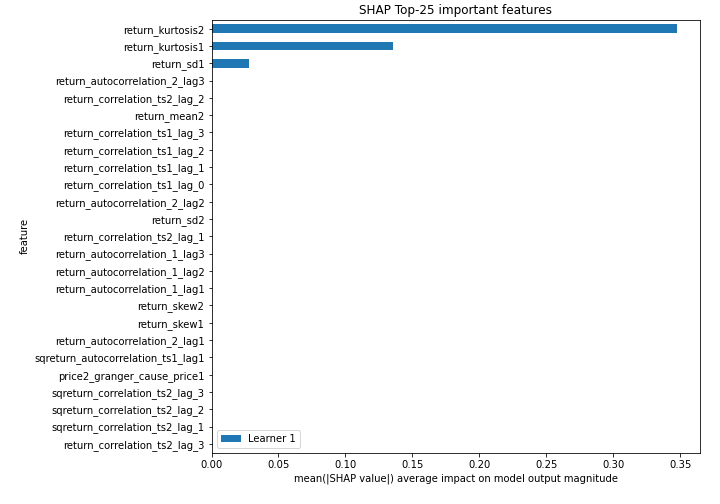 SHAP Top-25 important features
return_kurtosis2
return_kurtosis1
return_sd1
return_autocorrelation_2_lag3
return_correlation_ts2_lag_2
return_mean2
return_correlation_ts1_lag_3
return_correlation_ts1_lag_2
return_correlation_ts1_lag_1
return_correlation_ts1_lag_0
return_autocorrelation_2_lag2
return_sd2
return_correlation_ts2_lag_1
return_autocorrelation_1_lag3
return_autocorrelation_1_lag2
return_autocorrelation_1_lag1
return_skew2
return_skew1
return_autocorrelation_2_lag1
sqreturn_autocorrelation_ts1_lag1
price2_granger_cause_price1
sqreturn_correlation_ts2_lag_3
sqreturn_correlation_ts2_lag_2
sqreturn_correlation_ts2_lag_1
return_correlation_ts2_lag_3
feature
Learner 1
0.00 0.05 0.10 0.15 0.20 0.25 0.30 0.35
mean(|SHAP value|) average impact on model output magnitude